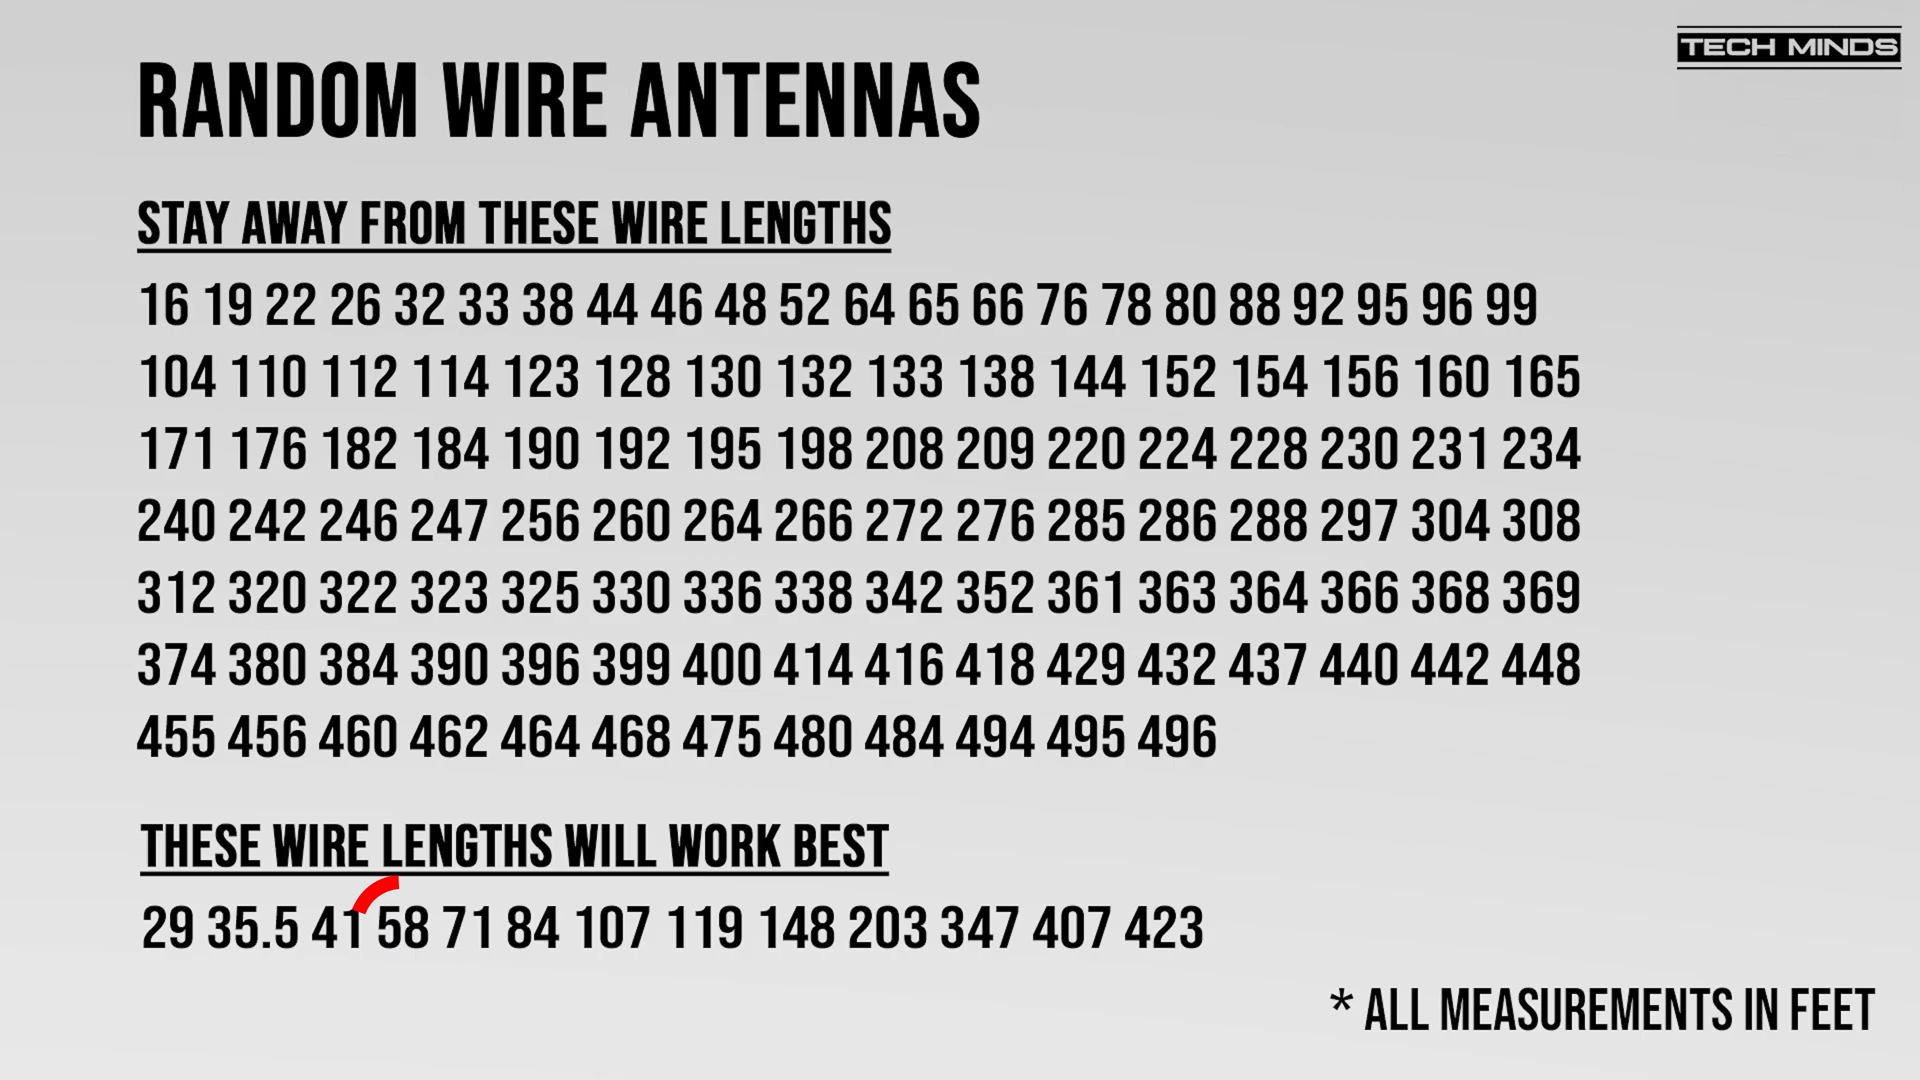 TECH MINDS
RANDOM WIRE ANTENNAS
STAY AWAY FROM THESE WIRE LENGTHS
16 19 22 26 32 33 38 44 46 48 52 64 65 66 76 78 80 88 92 95 96 99
104 110 112 114 123 128 130 132 133 138 144 152 154 156 160 165
171 176 182 184 190 192 195 198 208 209 220 224 228 230 231 234
240 242 246 247 256 260 264 266 272 276 285 286 288 297 304 308
312 320 322 323 325 330 336 338 342 352 361 363 364 366 368 369
374 380 384 390 396 399 400 414 416 418 429 432 437 440 442 448
455 456 460 462 464 468 475 480 484 494 495 496
THESE WIRE LENGTHS WILL WORK BEST
29 35.5 41 58 71 84 107 119 148 203 347 407 423
* ALL MEASUREMENTS IN FEET